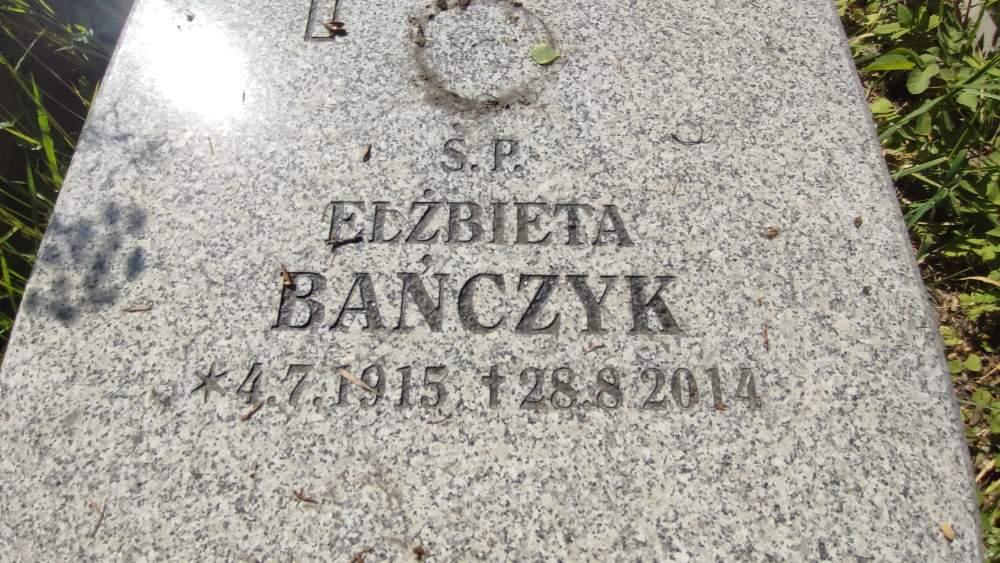 Ś.P.
ELŻBIETA
BAŃCZYK
*4.7.1915 †28.8.2014